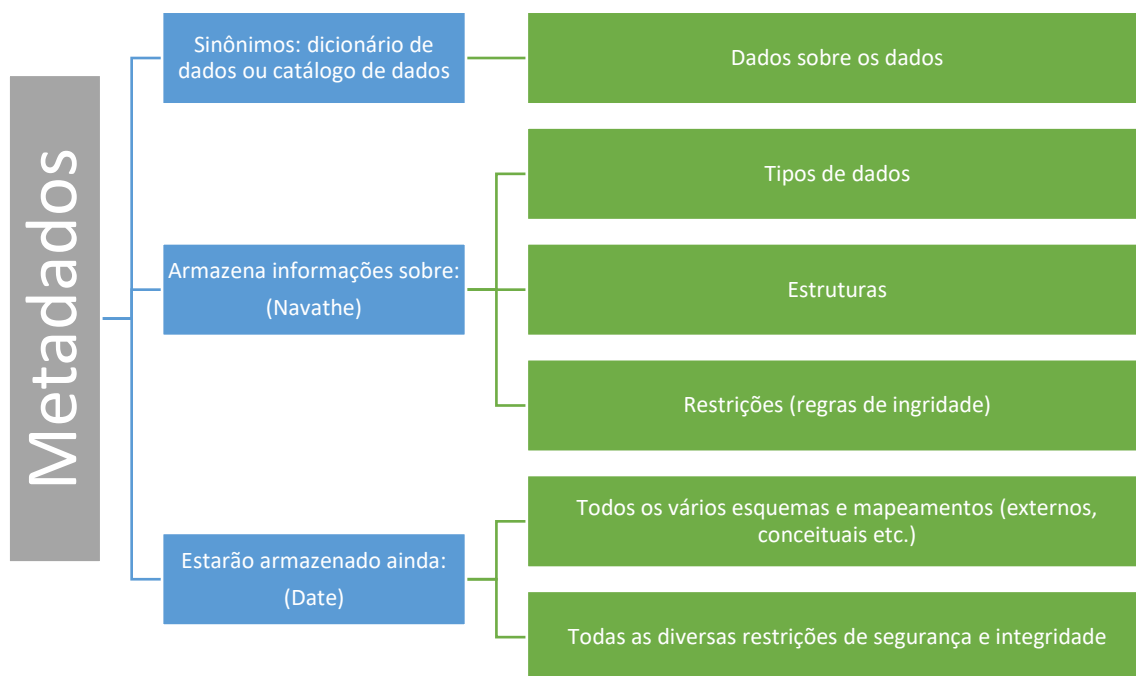 Metadados
Sinônimos: dicionário de
dados ou catálogo de dados
Dados sobre os dados
Armazena informações sobre:
(Navathe)
Tipos de dados
Estruturas
Restrições (regras de ingridade)
Estarão armazenado ainda:
(Date)
Todos os vários esquemas e mapeamentos (externos,
conceituais etc.)
Todas as diversas restrições de segurança e integridade